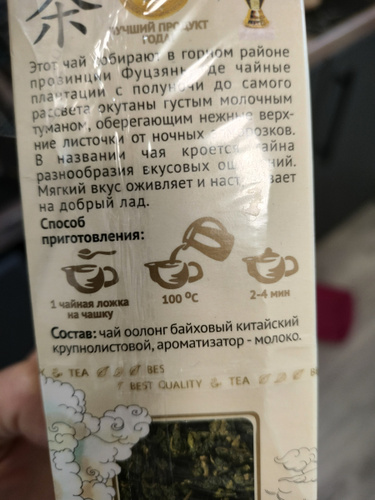 茶
ЛУЧШИЙ ПРОДУКТ
ГОДА
Этот чай собирают в горном районе
провинции Фуцзянь, где чайные
плантации с полуночи до самого
рассвета окутаны густым молочным
туманом, оберегающим нежные верх-
ние листочки от ночных
В названии чая кроется тайна
разнообразия вкусовых
Мягкий вкус оживляет и
на добрый лад.
Способ
приготовления:
1 чайная ложка
на чашку
100 °С
2-4 мин
Состав: чай оолонг байховый китайский
крупнолистовой, ароматизатор - молоко.
& TEA BES
BEST QUALITY & TEA BE